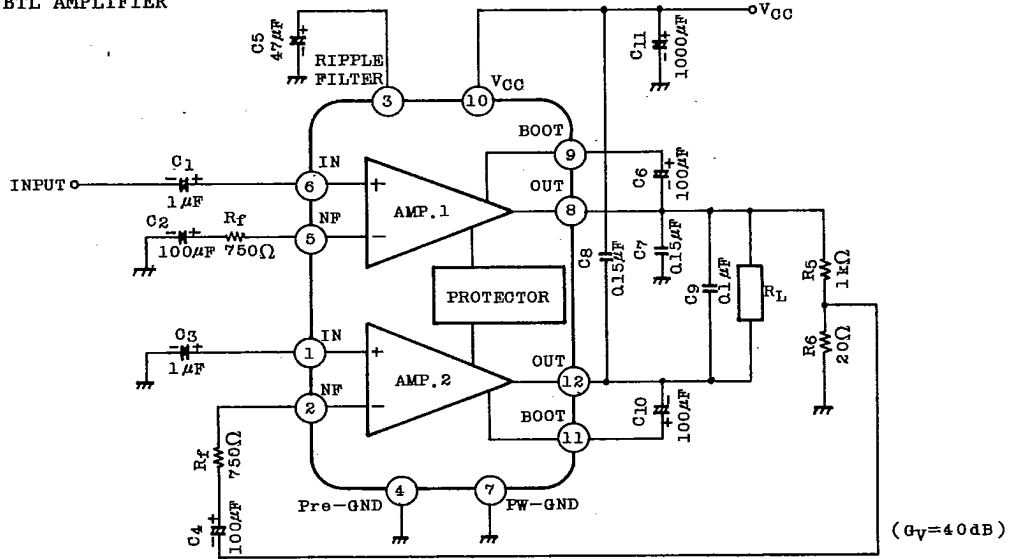 BTL AMPLIFIER
C5
47μF
RIPPLE
FILTER
3
10
VCC
VCC
C11
1000μF
BOOT
9
C6
100μF
INPUT
C1
1μF
IN
6
AMP.1
OUT
8
C2
100μF
Rf
750Ω
NF
5
C8
0.15μF
C7
0.15μF
C9
0.1μF
RL
R5
1kΩ
PROTECTOR
R6
20Ω
C3
1μF
IN
1
AMP.2
OUT
12
NF
2
C10
100μF
BOOT
11
Rf
750Ω
Pre-GND
4
7
PW-GND
C4
100μF
(GV=40dB)